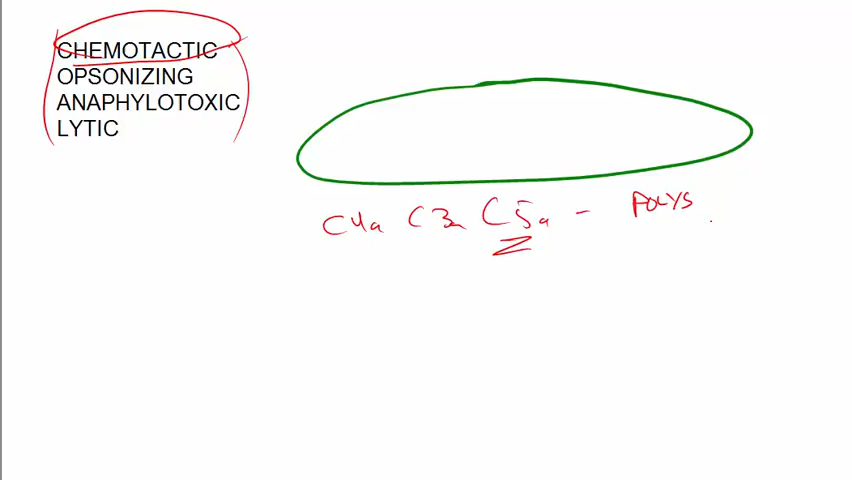 CHEMOTACTIC
OPSONIZING
ANAPHYLOTOXIC
LYTIC
C4a C3a C5a - POLYS